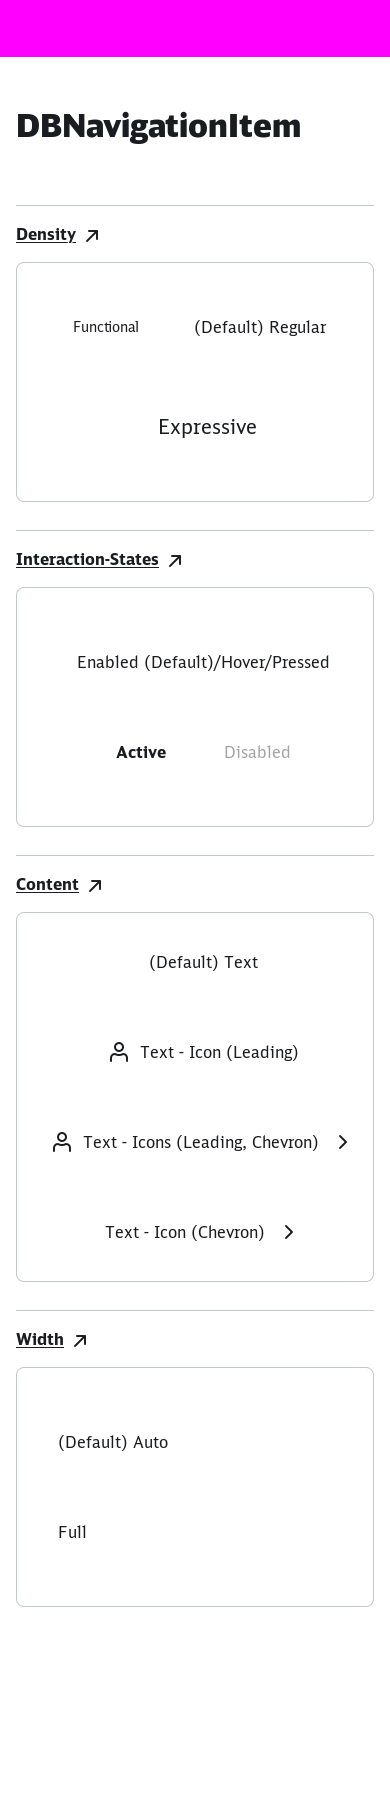 DBNavigationItem
Density
Functional (Default) Regular
Expressive
Interaction-States
Enabled (Default)/Hover/Pressed
Active Disabled
Content
(Default) Text
Text - Icon (Leading)
Text - Icons (Leading, Chevron)
Text - Icon (Chevron)
Width
(Default) Auto
Full